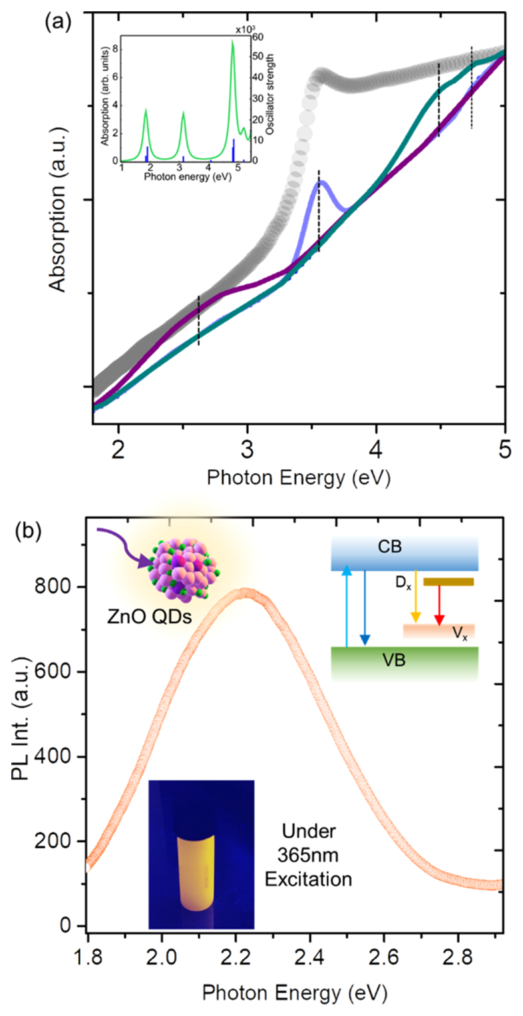 (a)
Absorption (a.u.)
Absorption (arb. units)
8
6
4
2
0
x10³
60
50
40
30
20
10
0
Oscillator strength
1 2 3 4 5
Photon energy (eV)
2 3 4 5
Photon Energy (eV)
(b)
PL Int. (a.u.)
800
600
400
200
0
ZnO QDs
CB
Dₓ
Vₓ
VB
Under
365nm
Excitation
1.8 2.0 2.2 2.4 2.6 2.8
Photon Energy (eV)